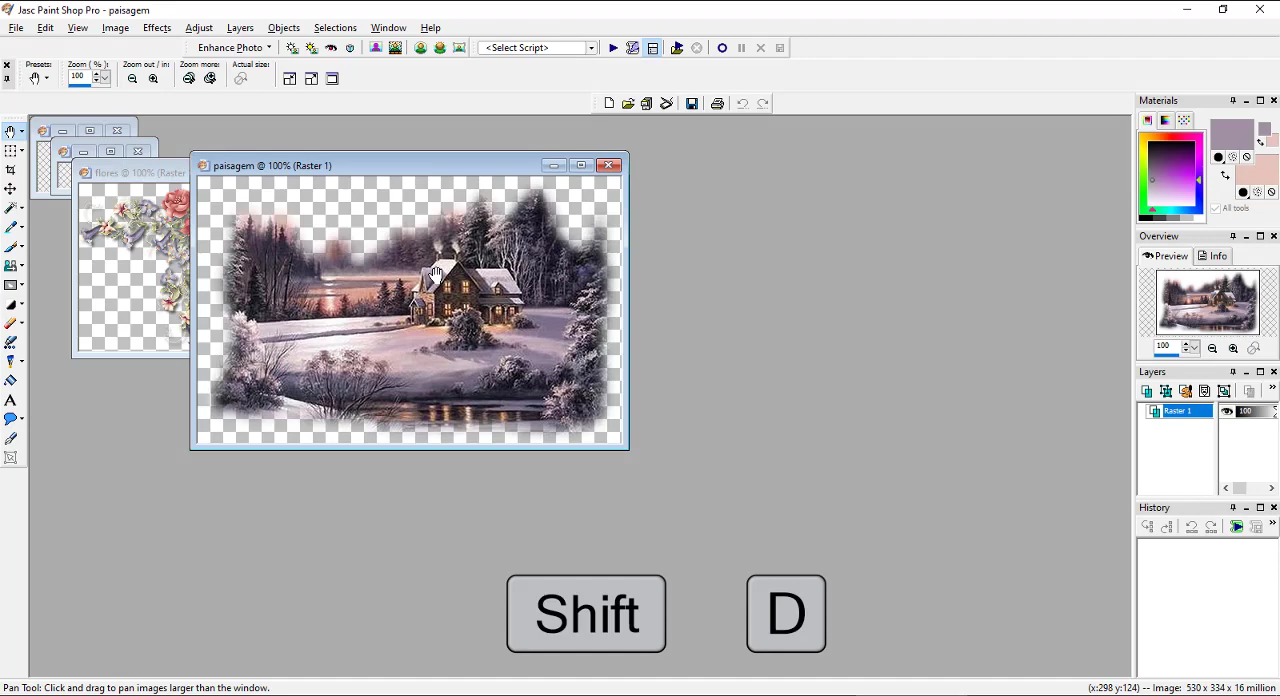 Jasc Paint Shop Pro - paisagem
File Edit View Image Effects Adjust Layers Objects Selections Window Help
Enhance Photo <Select Script>
Presets: Zoom ( % ): Zoom out / in: Zoom more: Actual size:
100
Materials
All tools
paisagem @ 100% (Raster 1)
flores @ 100% (Raster
Overview
Preview Info
100
Layers
Raster 1 100
History
Shift D
Pan Tool: Click and drag to pan images larger than the window. (x:298 y:124) -- Image: 530 x 334 x 16 million